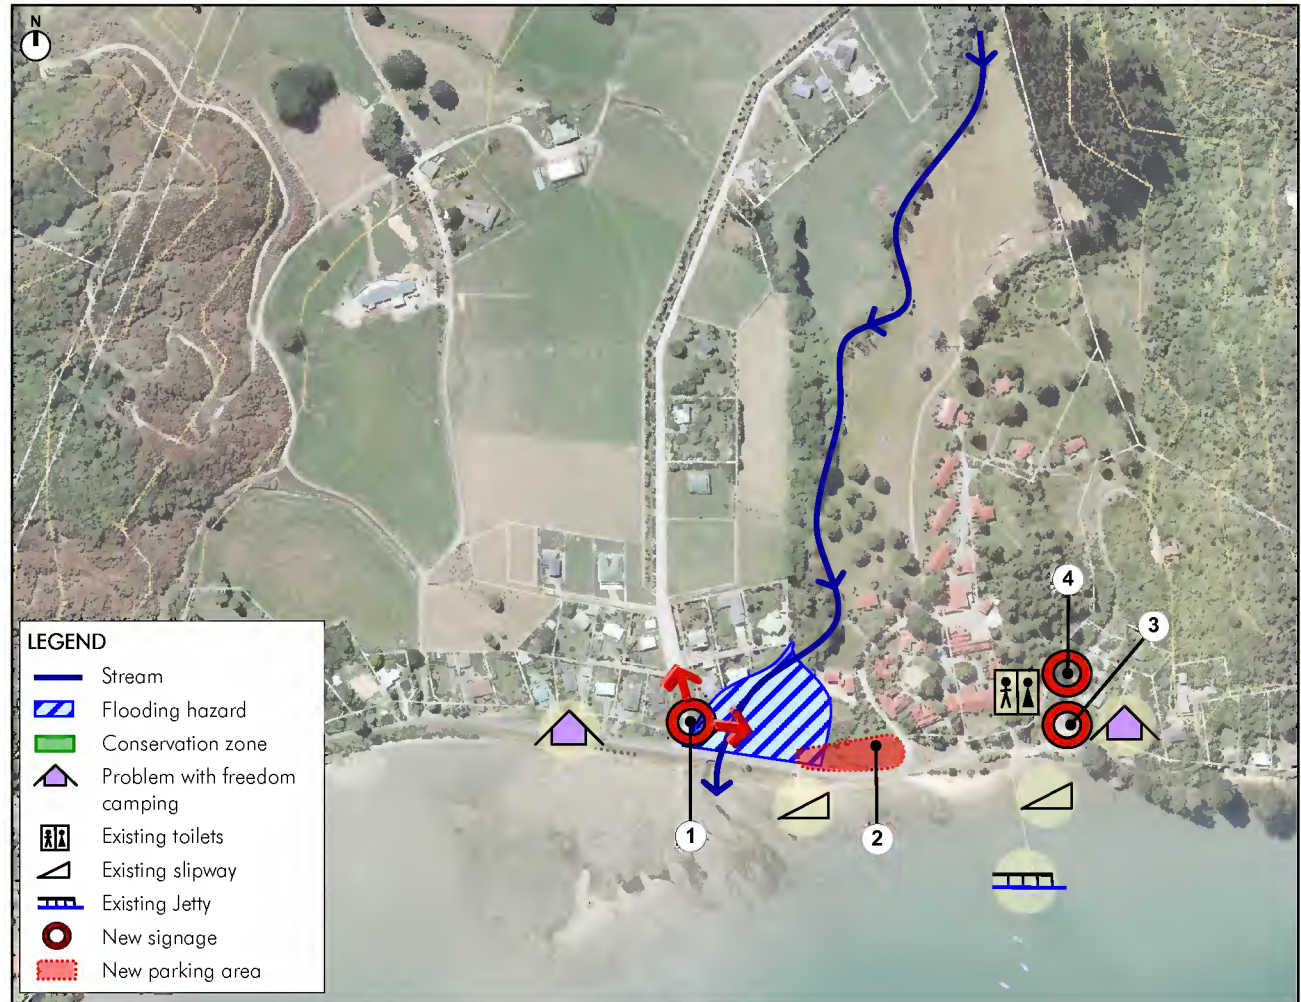 N
4
3
1
2
LEGEND
Stream
Flooding hazard
Conservation zone
Problem with freedom
camping
Existing toilets
Existing slipway
Existing Jetty
New signage
New parking area